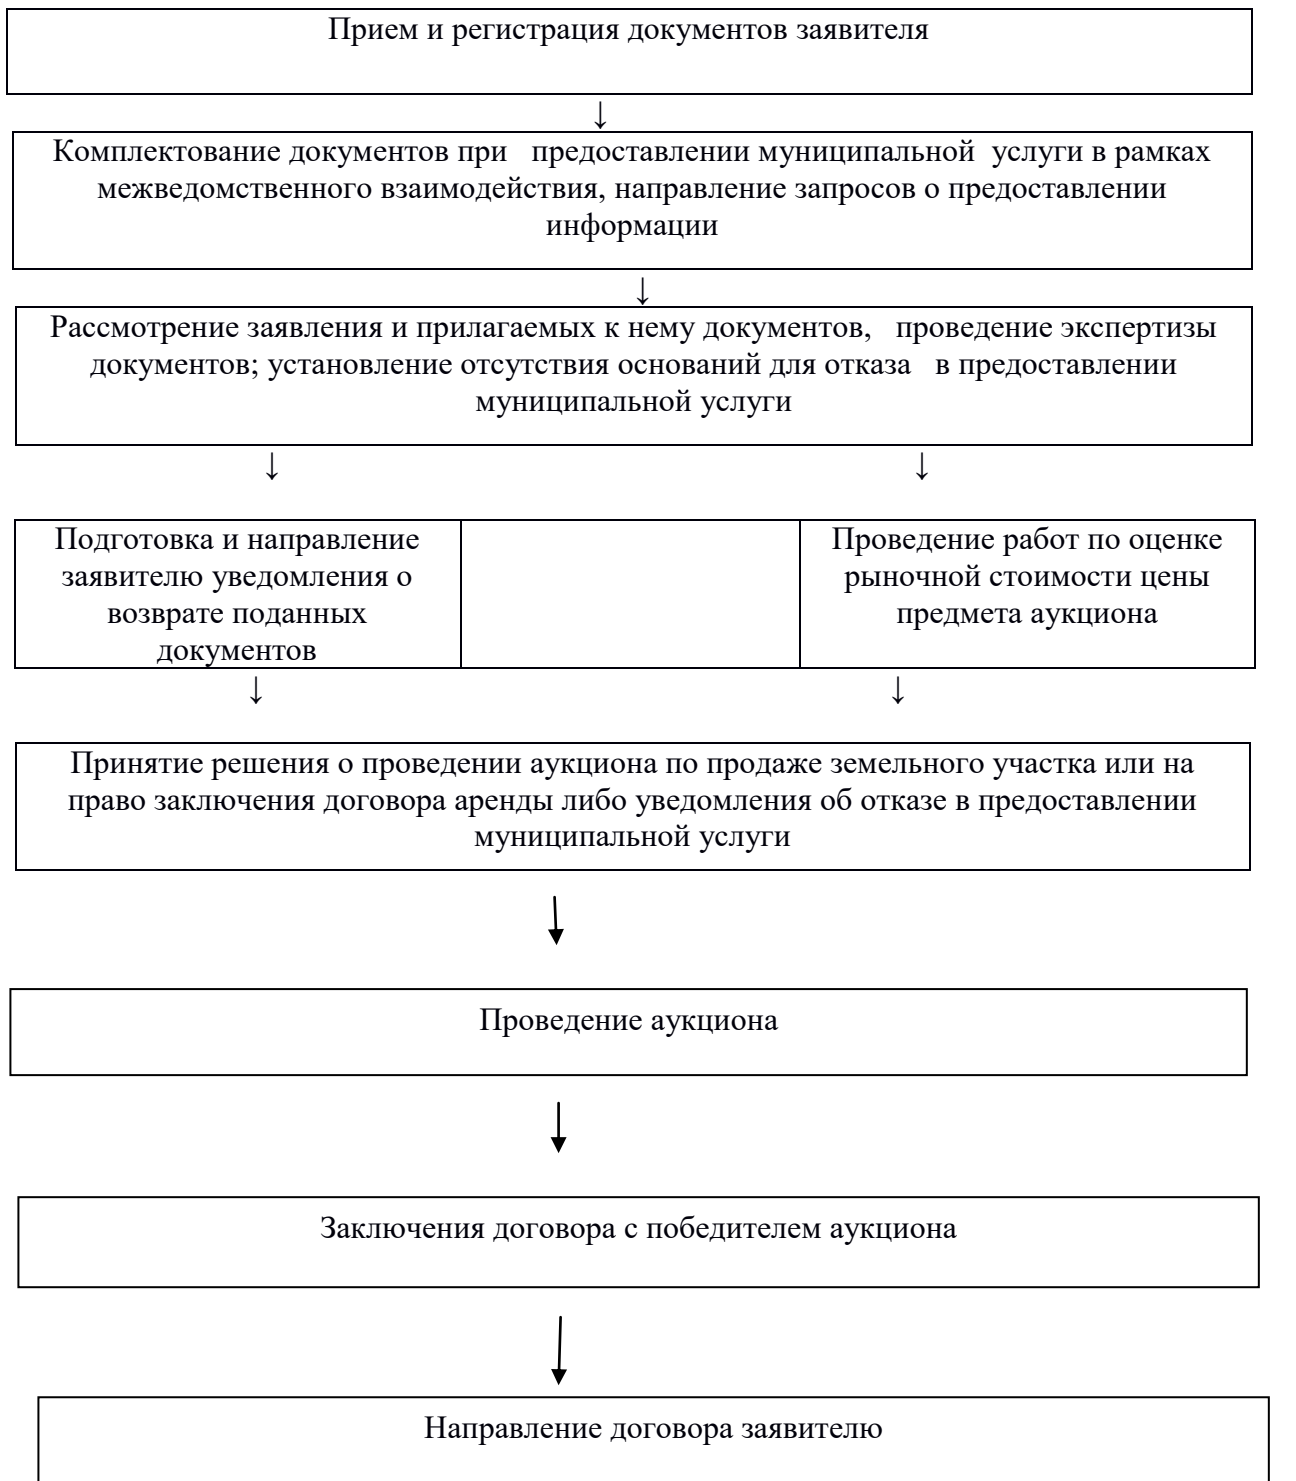 Прием и регистрация документов заявителя
↓
Комплектование документов при предоставлении муниципальной услуги в рамках
межведомственного взаимодействия, направление запросов о предоставлении
информации
↓
Рассмотрение заявления и прилагаемых к нему документов, проведение экспертизы
документов; установление отсутствия оснований для отказа в предоставлении
муниципальной услуги
↓ ↓
Подготовка и направление
заявителю уведомления о
возврате поданных
документов
Проведение работ по оценке
рыночной стоимости цены
предмета аукциона
↓ ↓
Принятие решения о проведении аукциона по продаже земельного участка или на
право заключения договора аренды либо уведомления об отказе в предоставлении
муниципальной услуги
Проведение аукциона
Заключения договора с победителем аукциона
Направление договора заявителю